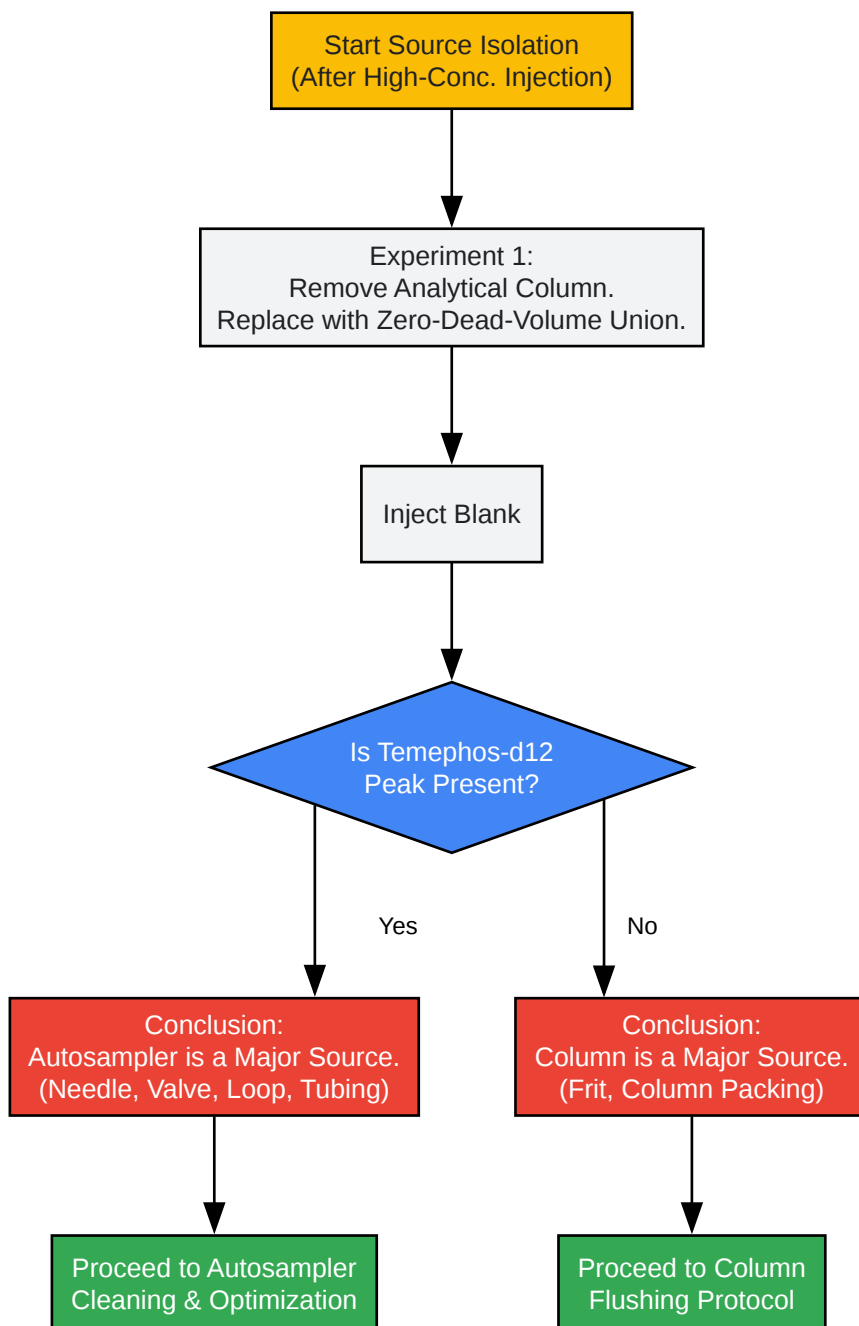 Start Source Isolation
(After High-Conc. Injection)
Experiment 1:
Remove Analytical Column.
Replace with Zero-Dead-Volume Union.
Inject Blank
Is Temephos-d12
Peak Present?
Yes
No
Conclusion:
Autosampler is a Major Source.
(Needle, Valve, Loop, Tubing)
Conclusion:
Column is a Major Source.
(Frit, Column Packing)
Proceed to Autosampler
Cleaning & Optimization
Proceed to Column
Flushing Protocol